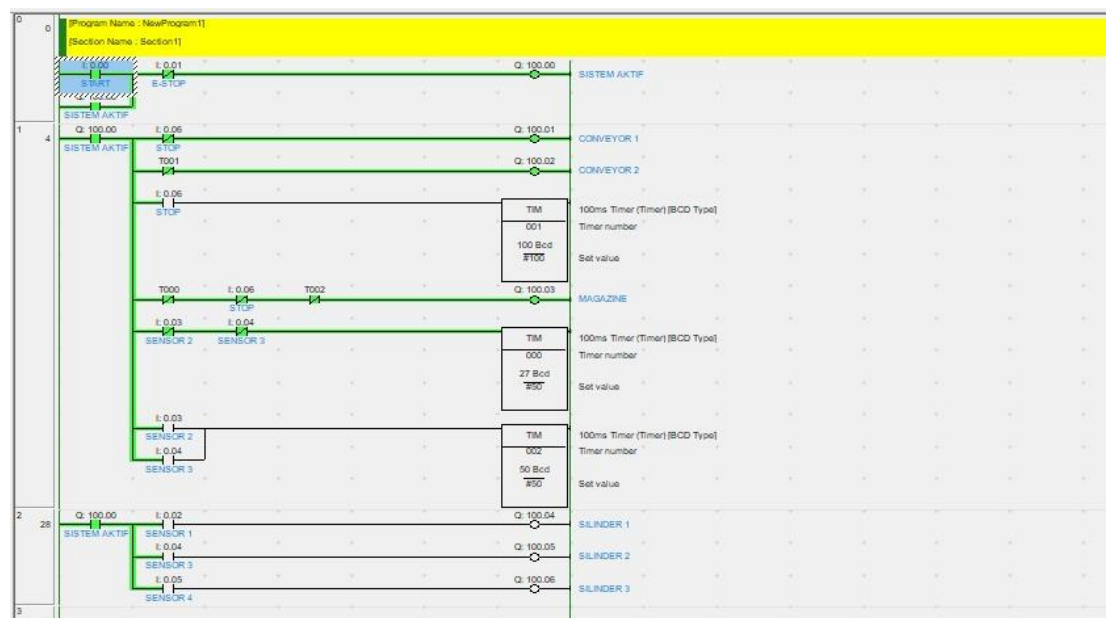 0
0
[Program Name : NewProgram1]
[Section Name : Section1]
I: 0.00
I: 0.01
Q: 100.00
START
E-STOP
SISTEM AKTIF
SISTEM AKTIF
1
4
Q: 100.00
I: 0.06
Q: 100.01
SISTEM AKTIF
STOP
CONVEYOR 1
T001
Q: 100.02
CONVEYOR 2
I: 0.06
STOP
TIM
100ms Timer (Timer) [BCD Type]
001
Timer number
100 Bcd
#100
Set value
T000
I: 0.06
T002
Q: 100.03
STOP
MAGAZINE
I: 0.03
I: 0.04
SENSOR 2
SENSOR 3
TIM
100ms Timer (Timer) [BCD Type]
000
Timer number
27 Bcd
#50
Set value
I: 0.03
SENSOR 2
I: 0.04
SENSOR 3
TIM
100ms Timer (Timer) [BCD Type]
002
Timer number
50 Bcd
#50
Set value
2
28
Q: 100.00
I: 0.02
Q: 100.04
SISTEM AKTIF
SENSOR 1
SILINDER 1
I: 0.04
Q: 100.05
SENSOR 3
SILINDER 2
I: 0.05
Q: 100.06
SENSOR 4
SILINDER 3
3